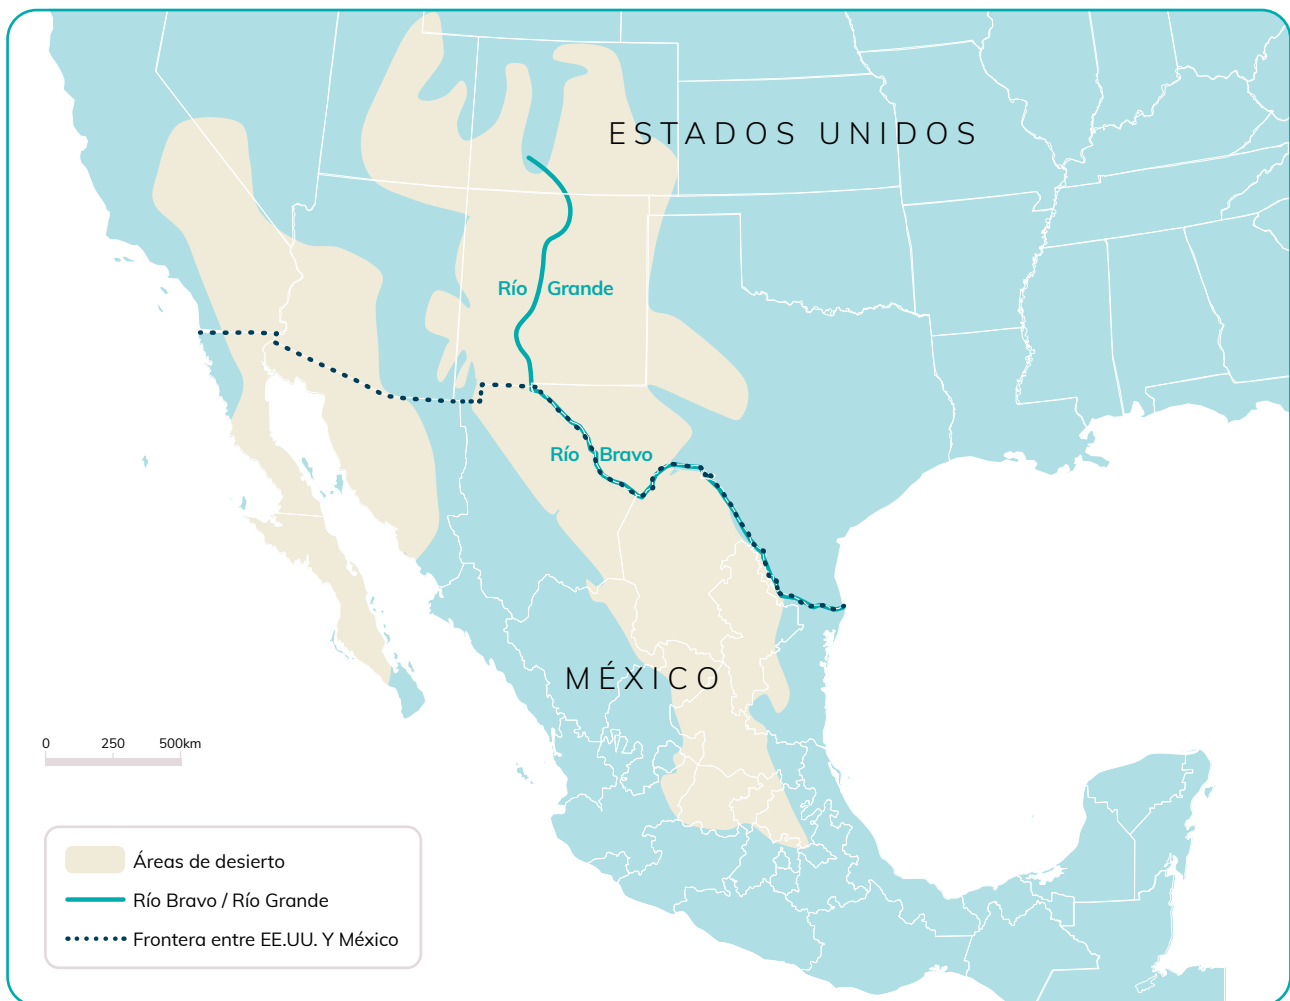 ESTADOS UNIDOS
Río Grande
Río Bravo
MÉXICO
0 250 500km
Áreas de desierto
Río Bravo / Río Grande
Frontera entre EE.UU. Y México